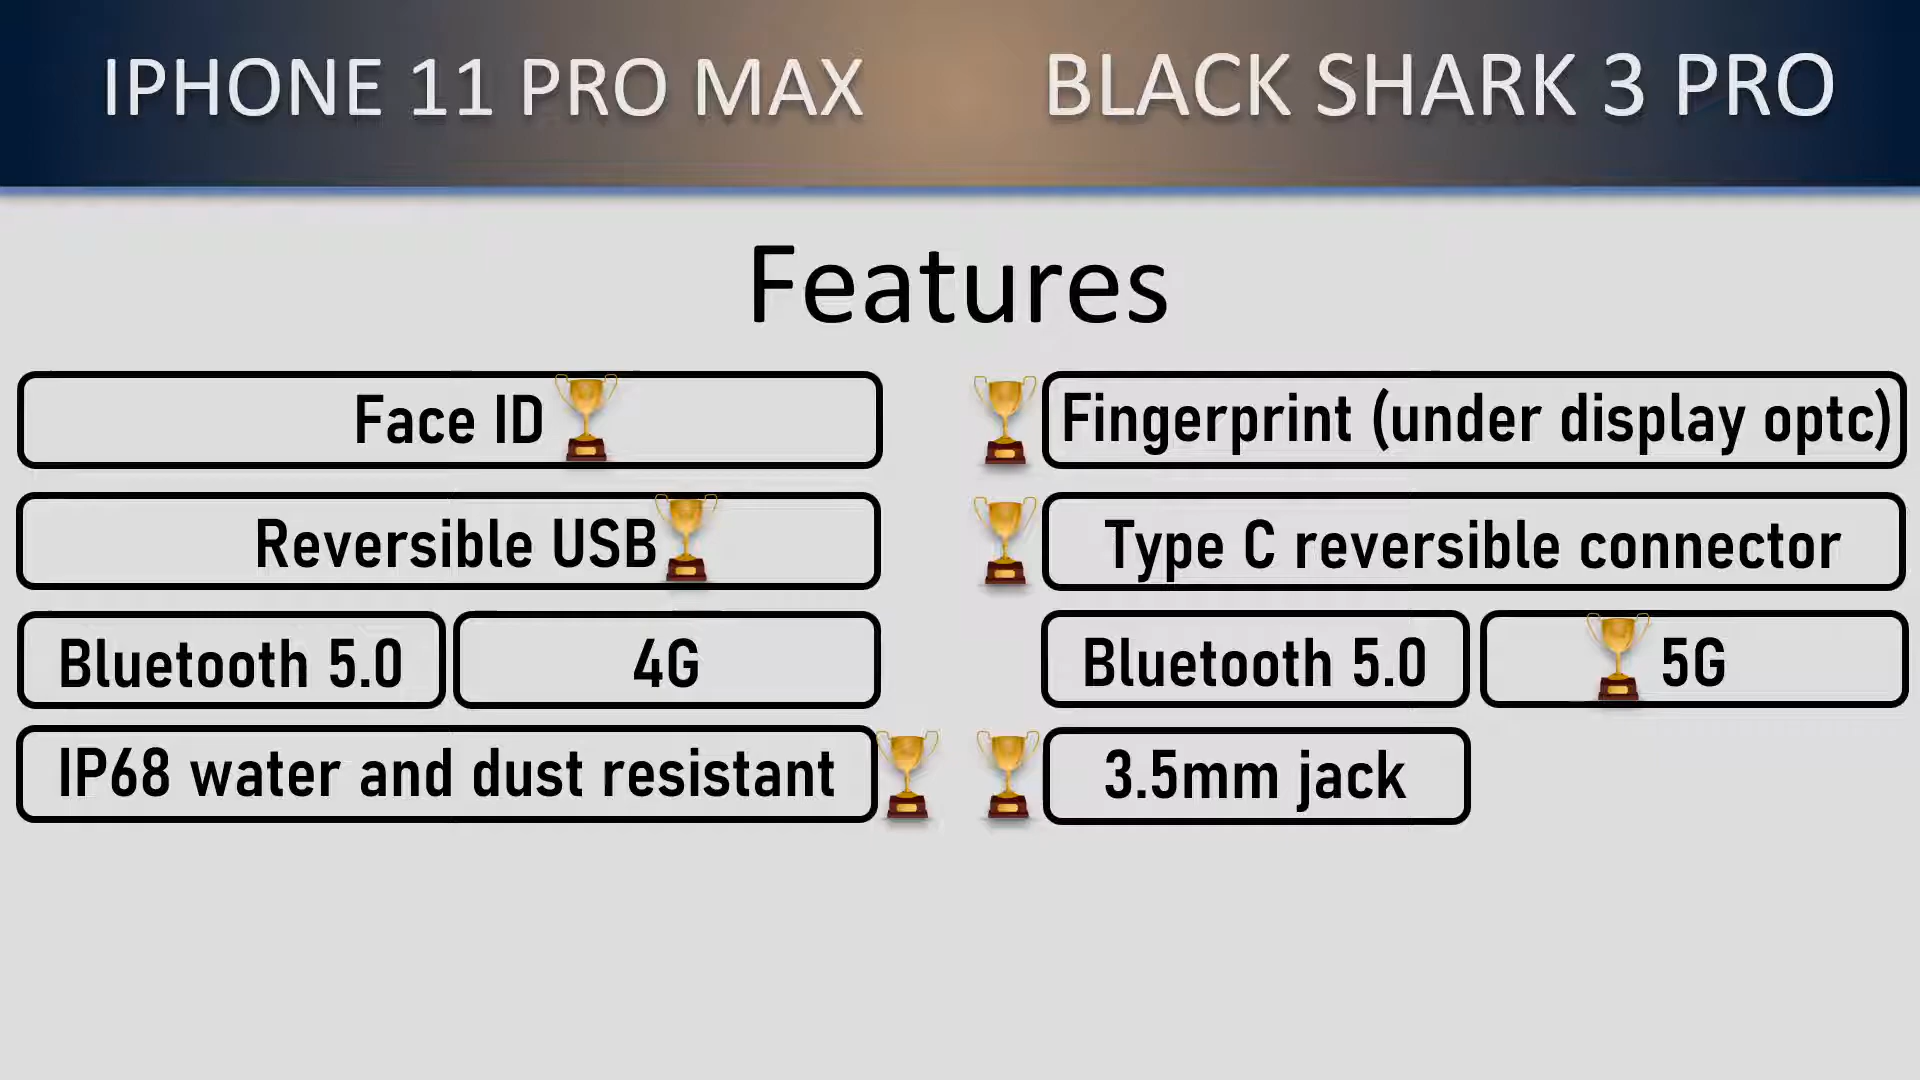 IPHONE 11 PRO MAX
BLACK SHARK 3 PRO
Features
Face ID
Fingerprint (under display optc)
Reversible USB
Type C reversible connector
Bluetooth 5.0
4G
Bluetooth 5.0
5G
IP68 water and dust resistant
3.5mm jack